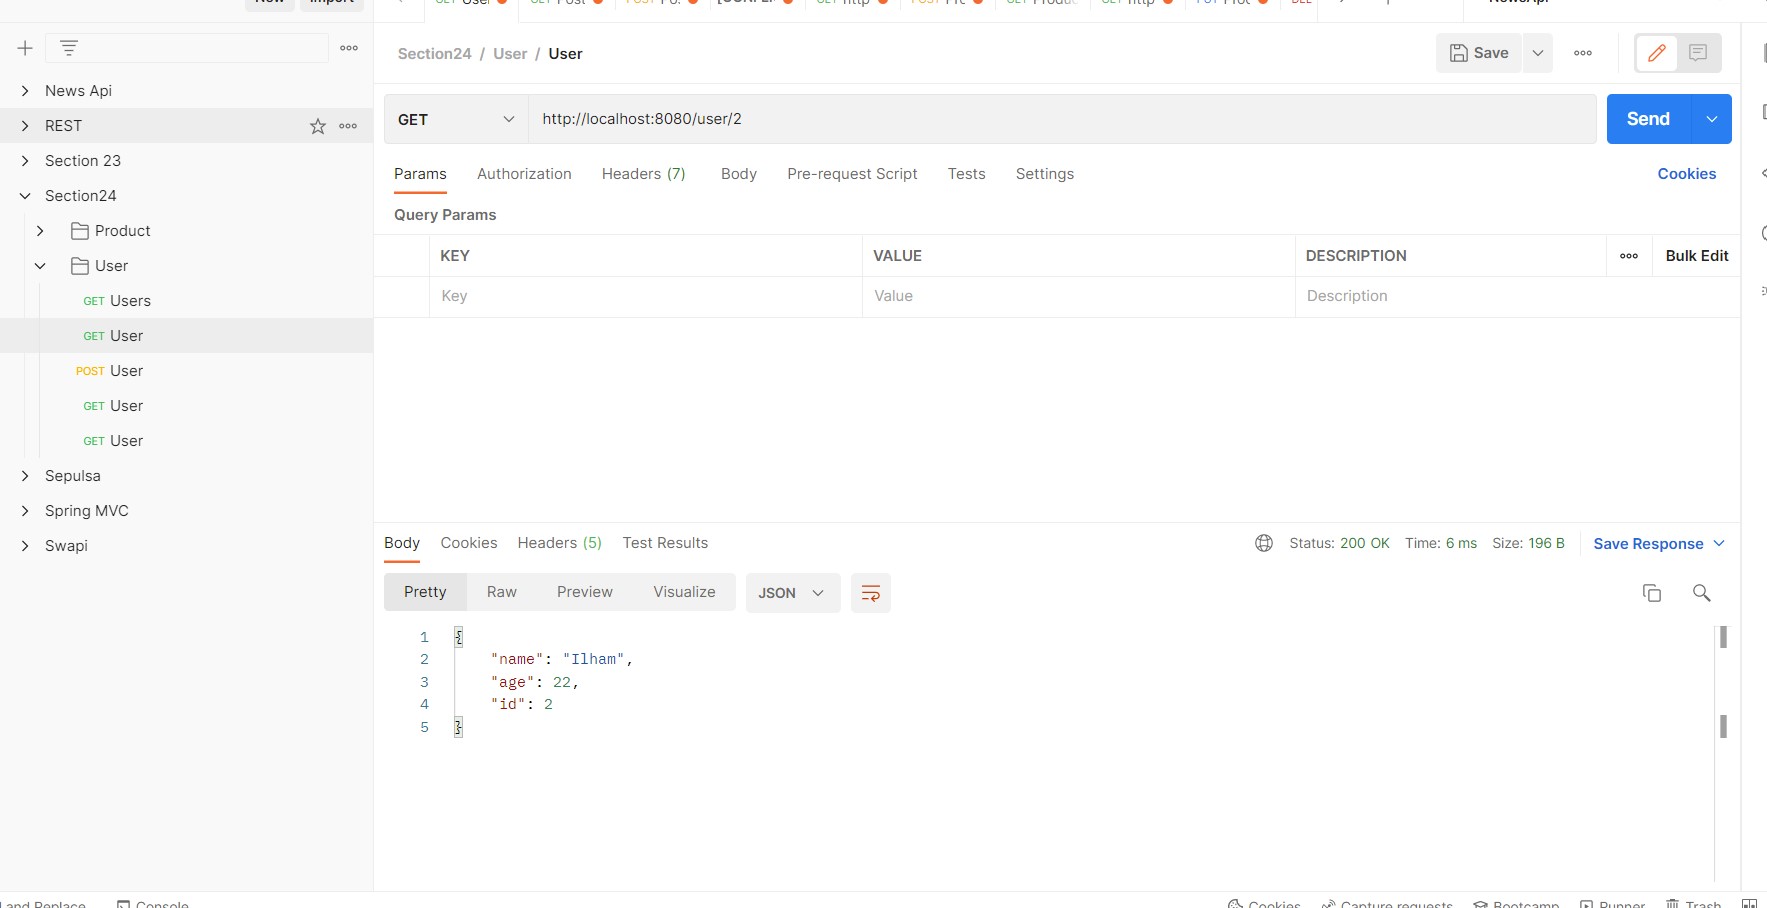 New Import
Section24 / User / User
Save
News Api
REST
Section 23
Section24
Product
User
GET Users
GET User
POST User
GET User
GET User
Sepulsa
Spring MVC
Swapi
GET http://localhost:8080/user/2 Send
Params Authorization Headers (7) Body Pre-request Script Tests Settings Cookies
Query Params
KEY VALUE DESCRIPTION Bulk Edit
Key Value Description
Body Cookies Headers (5) Test Results Status: 200 OK Time: 6 ms Size: 196 B Save Response
Pretty Raw Preview Visualize JSON
1 {
2 "name": "Ilham",
3 "age": 22,
4 "id": 2
5 }
and Replace Console Cookies Capture requests Bootcamp Runner Trash